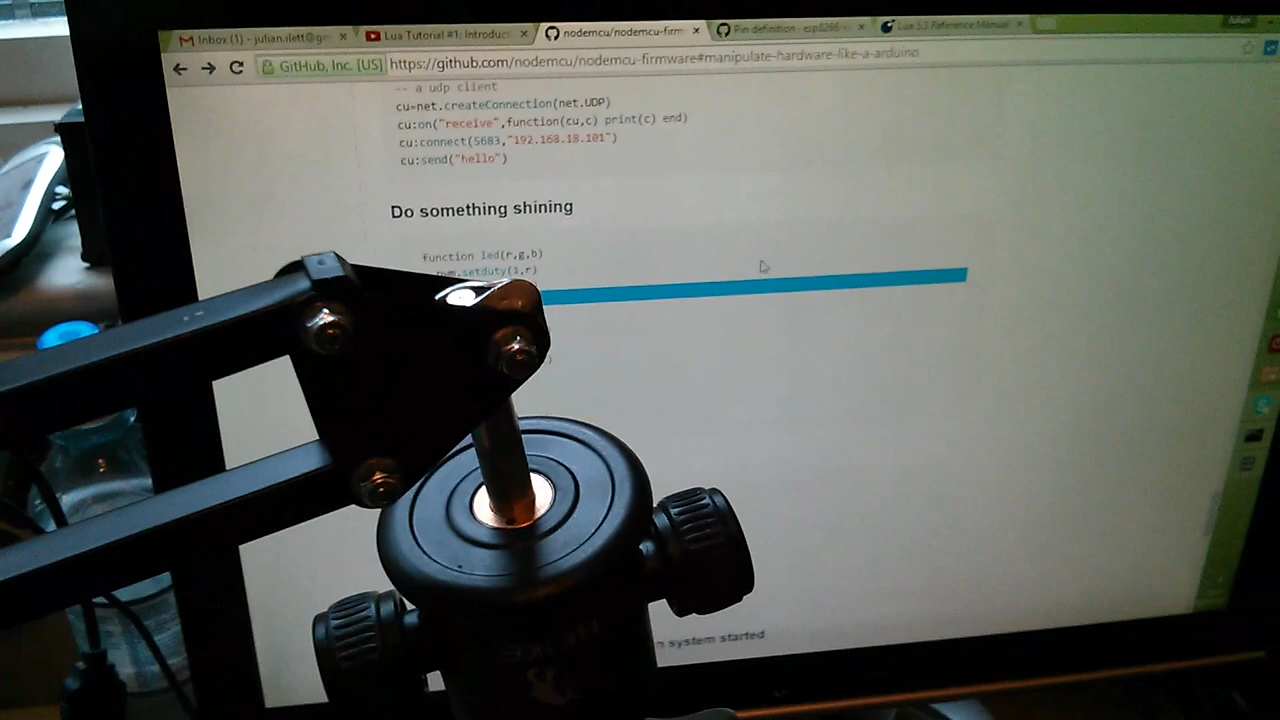 Inbox (1) - julian.ilett@g
Lua Tutorial #1: Introduc
nodemcu/nodemcu-firm
Pin definition · esp8266
Lua 5.3 Reference Manual
Julian
GitHub, Inc. [US]
https://github.com/nodemcu/nodemcu-firmware#manipulate-hardware-like-a-arduino
-- a udp client
cu=net.createConnection(net.UDP)
cu:on("receive",function(cu,c) print(c) end)
cu:connect(5683,"192.168.18.101")
cu:send("hello")
Do something shining
function led(r,g,b)
pwm.setduty(1,r)
system started